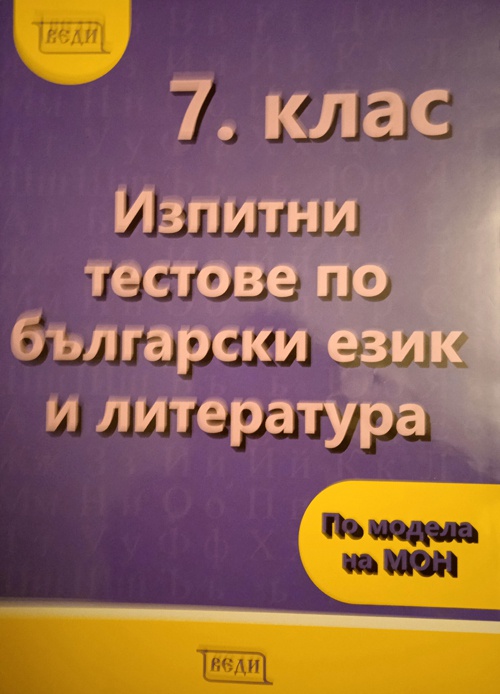 ВЕДИ
7. клас
Изпитни
тестове по
български език
и литература
По модела
на МОН
ВЕДИ